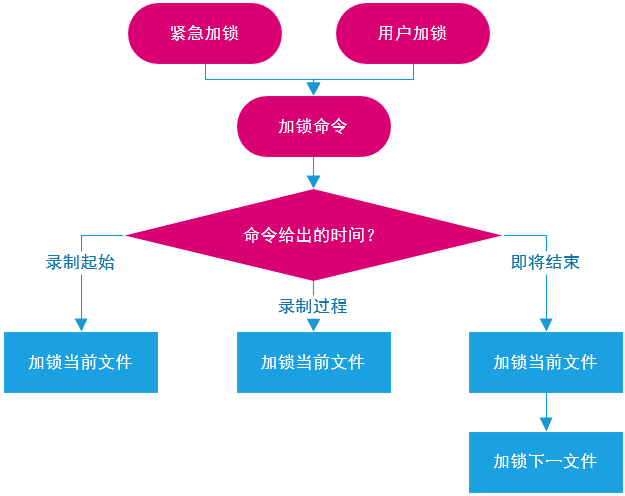 紧急加锁
用户加锁
加锁命令
命令给出的时间？
录制起始
即将结束
录制过程
加锁当前文件
加锁当前文件
加锁当前文件
加锁下一文件